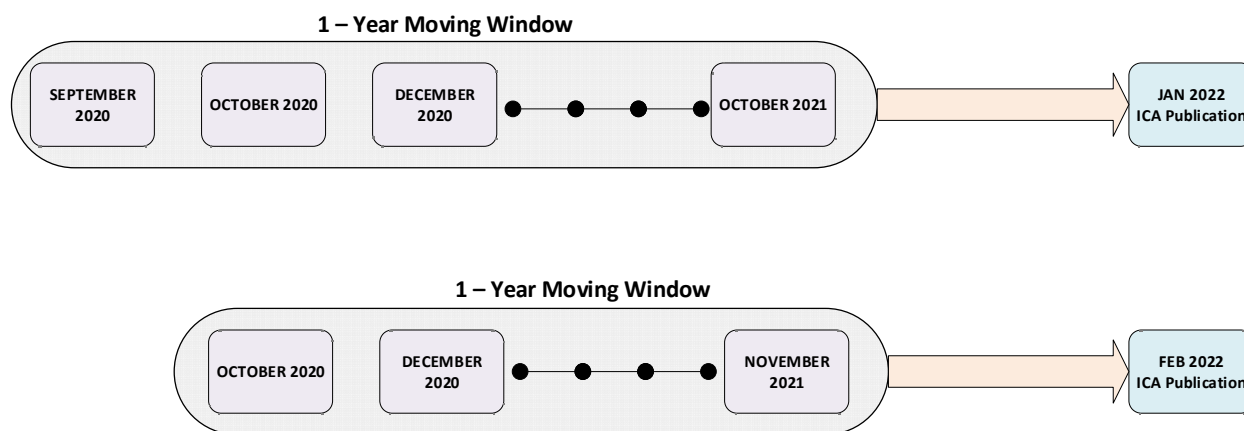 1 – Year Moving Window
SEPTEMBER
2020
OCTOBER 2020
DECEMBER
2020
OCTOBER 2021
JAN 2022
ICA Publication
1 – Year Moving Window
OCTOBER 2020
DECEMBER
2020
NOVEMBER
2021
FEB 2022
ICA Publication